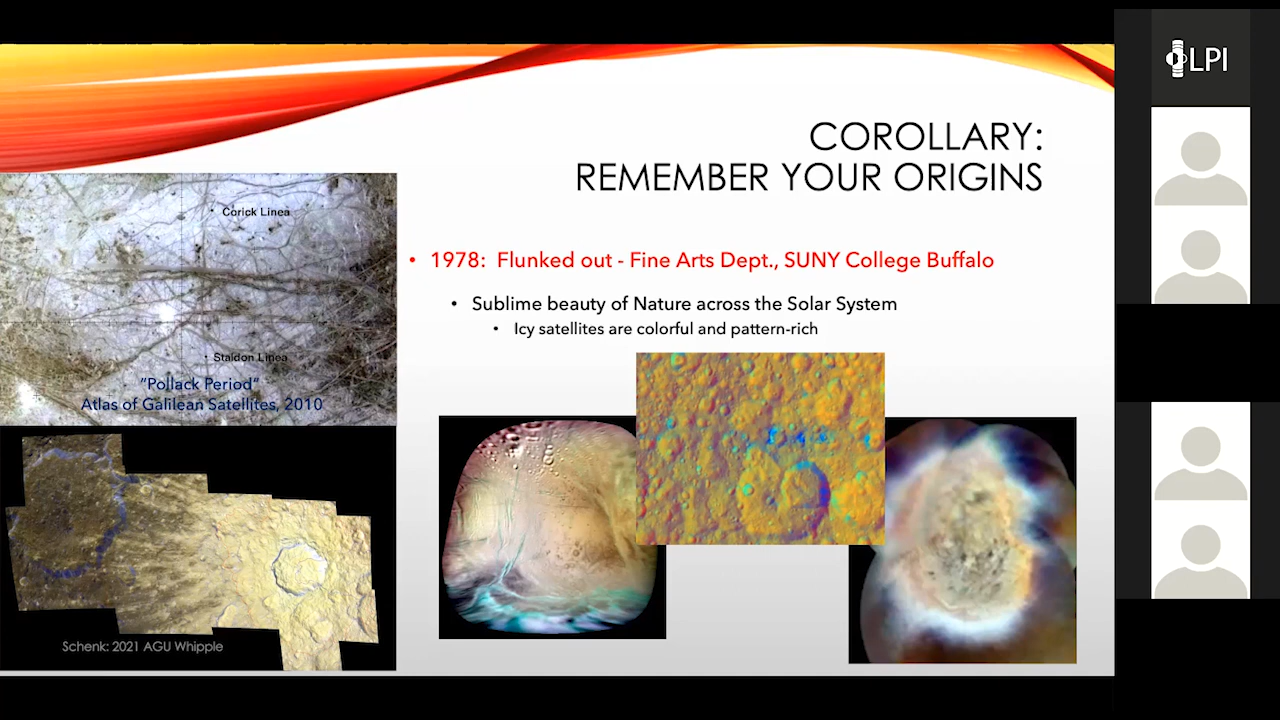 LPI
COROLLARY:
REMEMBER YOUR ORIGINS
Corick Linea
• 1978: Flunked out - Fine Arts Dept., SUNY College Buffalo
• Sublime beauty of Nature across the Solar System
• Icy satellites are colorful and pattern-rich
Staidon Linea
“Pollack Period”
Atlas of Galilean Satellites, 2010
Schenk: 2021 AGU Whipple